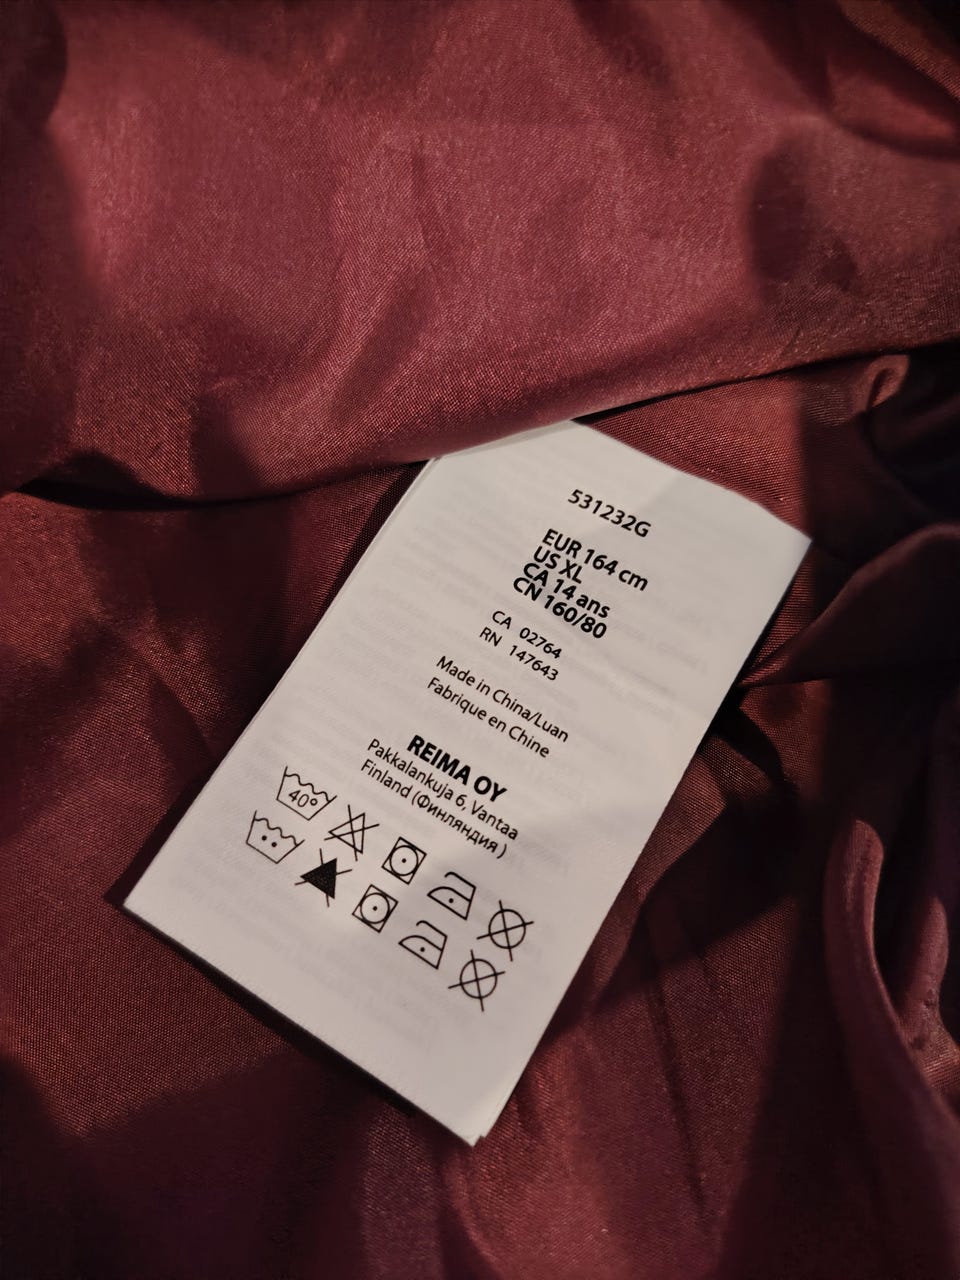 531232G
EUR 164 cm
US XL
CA 14 ans
CN 160/80
CA 02764
RN 147643
Made in China/Luan
Fabrique en Chine
REIMA OY
Pakkalankuja 6, Vantaa
Finland (Финляндия)
40°